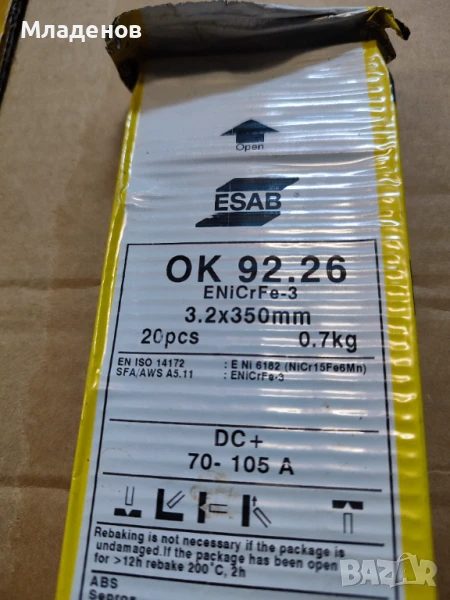 Младенов
Open
ESAB
OK 92.26
ENiCrFe-3
3.2x350mm
20pcs 0.7kg
EN ISO 14172 : E Ni 6182 (NiCr15Fe6Mn)
SFA/AWS A5.11 : ENiCrFe-3
DC+
70- 105 A
Rebaking is not necessary if the package is
undamaged.If the package has been open
for >12h rebake 200°C, 2h
ABS
Sepros
BAZAR